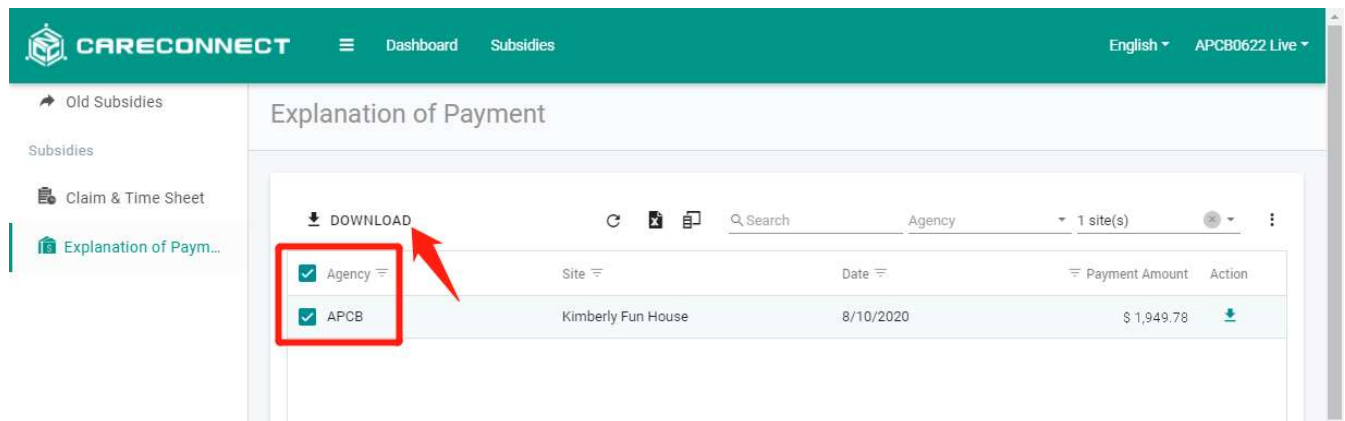 CARECONNECT Dashboard Subsidies English APCB0622 Live
Old Subsidies
Explanation of Payment
Subsidies
Claim & Time Sheet
Explanation of Paym...
DOWNLOAD Search Agency 1 site(s)
Agency Site Date Payment Amount Action
APCB Kimberly Fun House 8/10/2020 $ 1,949.78